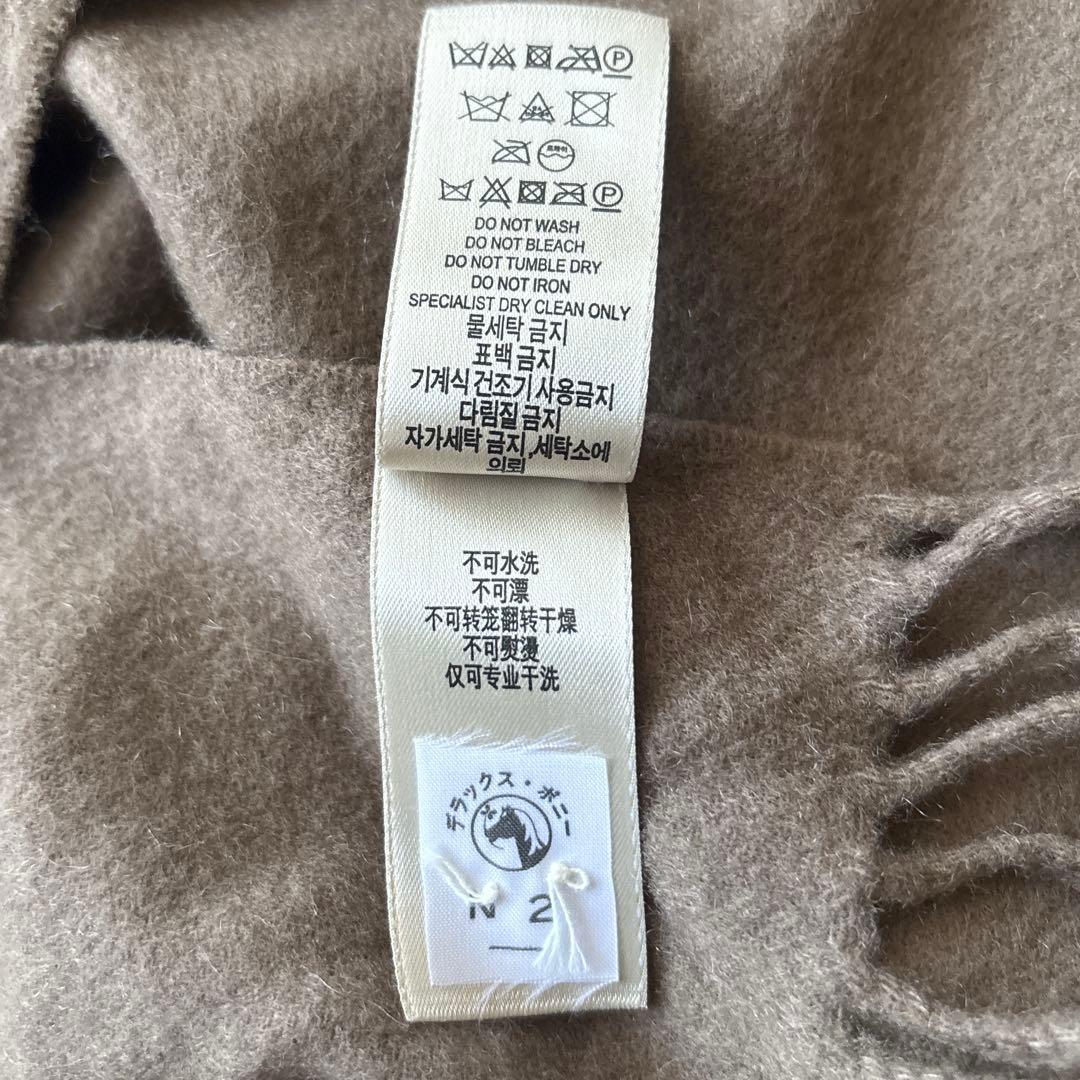 P
P
DO NOT WASH
DO NOT BLEACH
DO NOT TUMBLE DRY
DO NOT IRON
SPECIALIST DRY CLEAN ONLY
물세탁 금지
표백 금지
기계식 건조기 사용금지
다림질 금지
자가세탁 금지,세탁소에
의뢰
不可水洗
不可漂
不可转笼翻转干燥
不可熨烫
仅可专业干洗
デラックス・ポニー
N 2